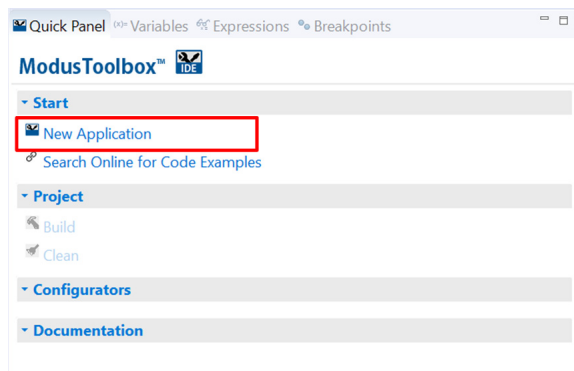 Quick Panel (x)= Variables Expressions Breakpoints
ModusToolbox™ IDE
Start
New Application
Search Online for Code Examples
Project
Build
Clean
Configurators
Documentation